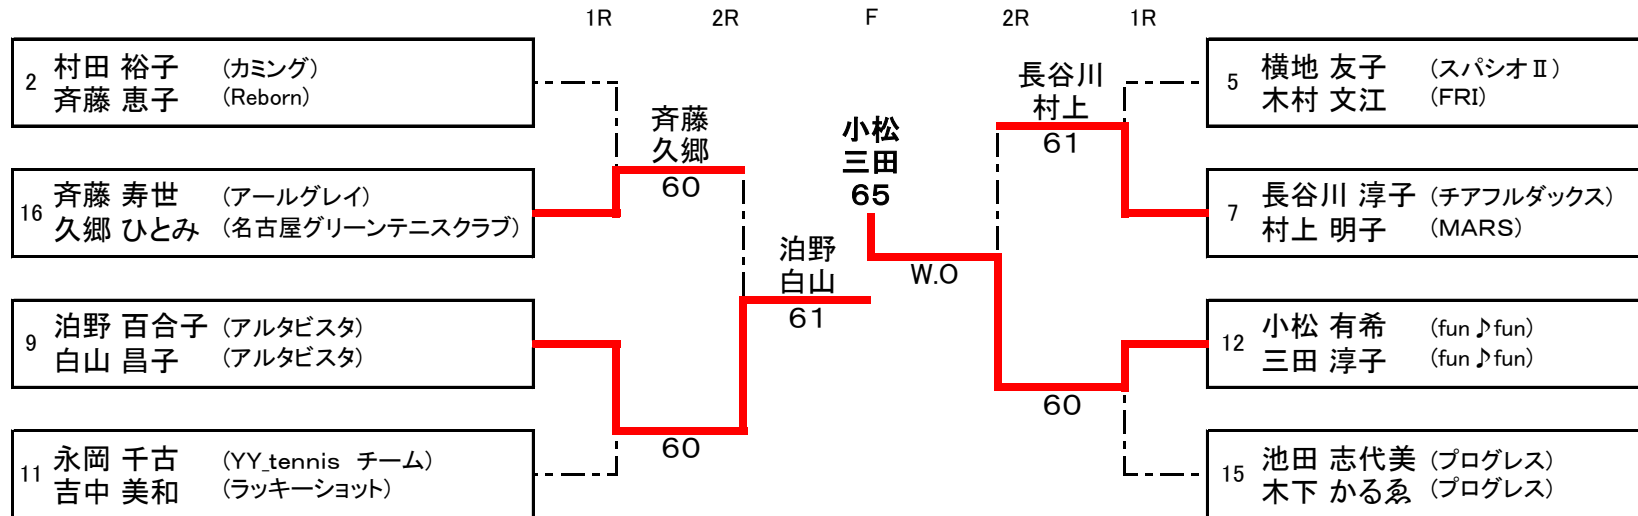 1R 2R F 2R 1R
2 村田 裕子 (カミング)
斉藤 恵子 (Reborn)
16 斉藤 寿世 (アールグレイ)
久郷 ひとみ (名古屋グリーンテニスクラブ)
9 泊野 百合子 (アルタビスタ)
白山 昌子 (アルタビスタ)
11 永岡 千古 (YY_tennis チーム)
吉中 美和 (ラッキーショット)
斉藤
久郷
60
60
泊野
白山
61
小松
三田
65
W.O
長谷川
村上
61
60
5 横地 友子 (スパシオⅡ)
木村 文江 (FRI)
7 長谷川 淳子 (チアフルダックス)
村上 明子 (MARS)
12 小松 有希 (fun♪fun)
三田 淳子 (fun♪fun)
15 池田 志代美 (プログレス)
木下 かるゑ (プログレス)